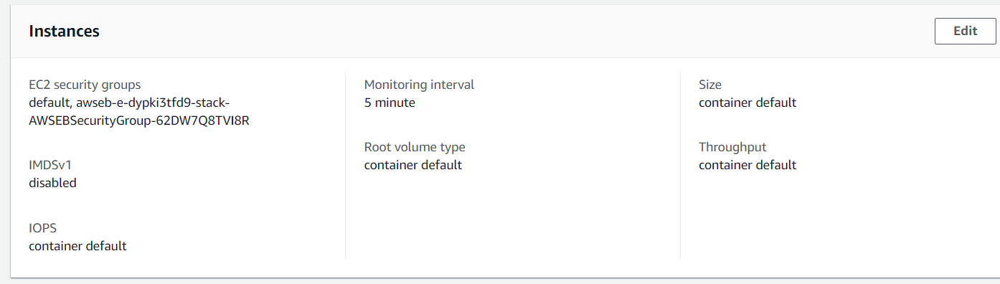 Instances
Edit
EC2 security groups
default, awseb-e-dypki3tfd9-stack-
AWSEBSecurityGroup-62DW7Q8TVI8R
IMDSv1
disabled
IOPS
container default
Monitoring interval
5 minute
Root volume type
container default
Size
container default
Throughput
container default